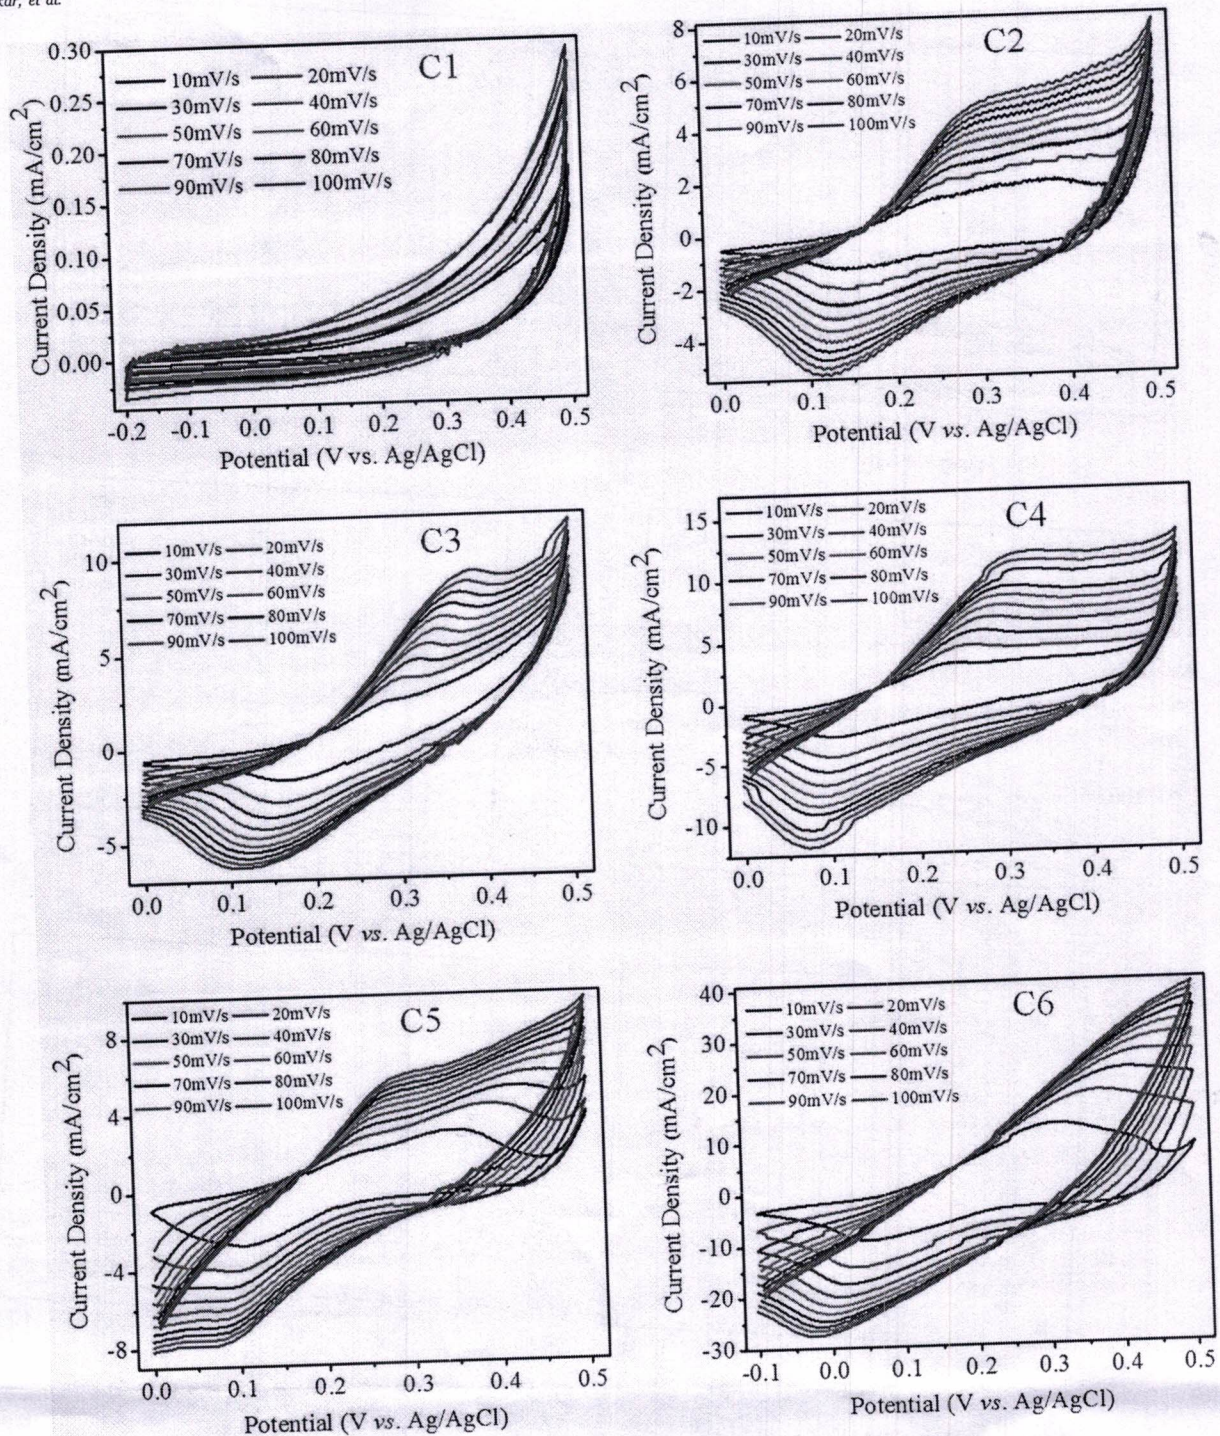 et al.
C1
10mV/s 20mV/s
30mV/s 40mV/s
50mV/s 60mV/s
70mV/s 80mV/s
90mV/s 100mV/s
0.30
0.25
0.20
0.15
0.10
0.05
0.00
Current Density (mA/cm2)
-0.2 -0.1 0.0 0.1 0.2 0.3 0.4 0.5
Potential (V vs. Ag/AgCl)
C2
10mV/s 20mV/s
30mV/s 40mV/s
50mV/s 60mV/s
70mV/s 80mV/s
90mV/s 100mV/s
8
6
4
2
0
-2
-4
Current Density (mA/cm2)
0.0 0.1 0.2 0.3 0.4 0.5
Potential (V vs. Ag/AgCl)
C3
10mV/s 20mV/s
30mV/s 40mV/s
50mV/s 60mV/s
70mV/s 80mV/s
90mV/s 100mV/s
10
5
0
-5
Current Density (mA/cm2)
0.0 0.1 0.2 0.3 0.4 0.5
Potential (V vs. Ag/AgCl)
C4
10mV/s 20mV/s
30mV/s 40mV/s
50mV/s 60mV/s
70mV/s 80mV/s
90mV/s 100mV/s
15
10
5
0
-5
-10
Current Density (mA/cm2)
0.0 0.1 0.2 0.3 0.4 0.5
Potential (V vs. Ag/AgCl)
C5
10mV/s 20mV/s
30mV/s 40mV/s
50mV/s 60mV/s
70mV/s 80mV/s
90mV/s 100mV/s
8
4
0
-4
-8
Current Density (mA/cm2)
0.0 0.1 0.2 0.3 0.4 0.5
Potential (V vs. Ag/AgCl)
C6
10mV/s 20mV/s
30mV/s 40mV/s
50mV/s 60mV/s
70mV/s 80mV/s
90mV/s 100mV/s
40
30
20
10
0
-10
-20
-30
Current Density (mA/cm2)
-0.1 0.0 0.1 0.2 0.3 0.4 0.5
Potential (V vs. Ag/AgCl)